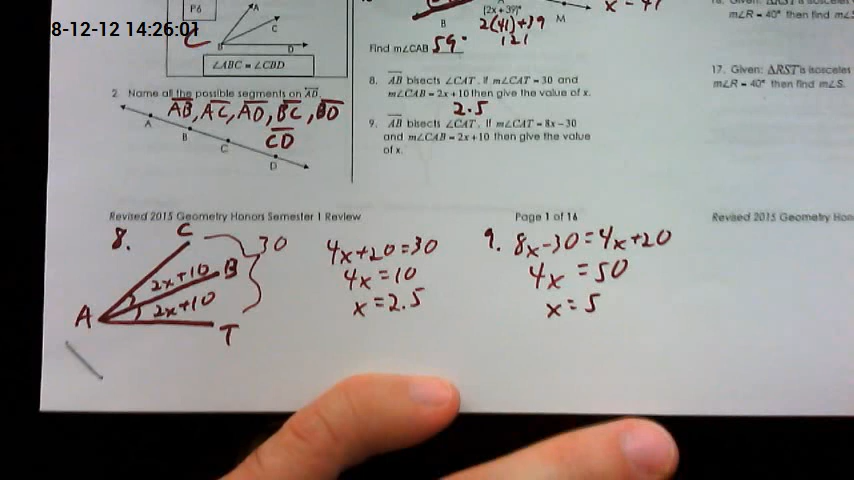 8-12-12 14:26:01
P6
A
C
B
D
C
∠ABC = ∠CBD
2. Name all the possible segments on AD.
AB, AC, AD, BC, BD
CD
A
B
C
D
(2x + 39)°
B
M
2(41)+39
121
Find m∠CAB 59°
8. AB bisects ∠CAT. If m∠CAT = 30 and
m∠CAB = 2x + 10 then give the value of x.
2.5
9. AB bisects ∠CAT. If m∠CAT = 8x - 30
and m∠CAB = 2x + 10 then give the value
of x.
m∠R = 40° then find m∠S
17. Given: ΔRST is isosceles
m∠R = 40° then find m∠S.
Revised 2015 Geometry Honors Semester 1 Review
Page 1 of 16
Revised 2015 Geometry Hon
8.
C
30
2x+10
B
2x+10
A
T
4x+20=30
4x=10
x=2.5
9. 8x-30=4x+20
4x=50
x=5